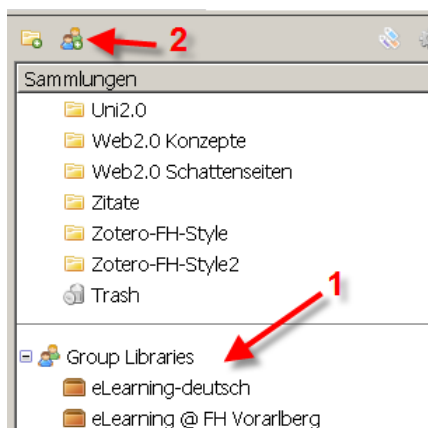 2
Sammlungen
Uni2.0
Web2.0 Konzepte
Web2.0 Schattenseiten
Zitate
Zotero-FH-Style
Zotero-FH-Style2
Trash
1
Group Libraries
eLearning-deutsch
eLearning @ FH Vorarlberg